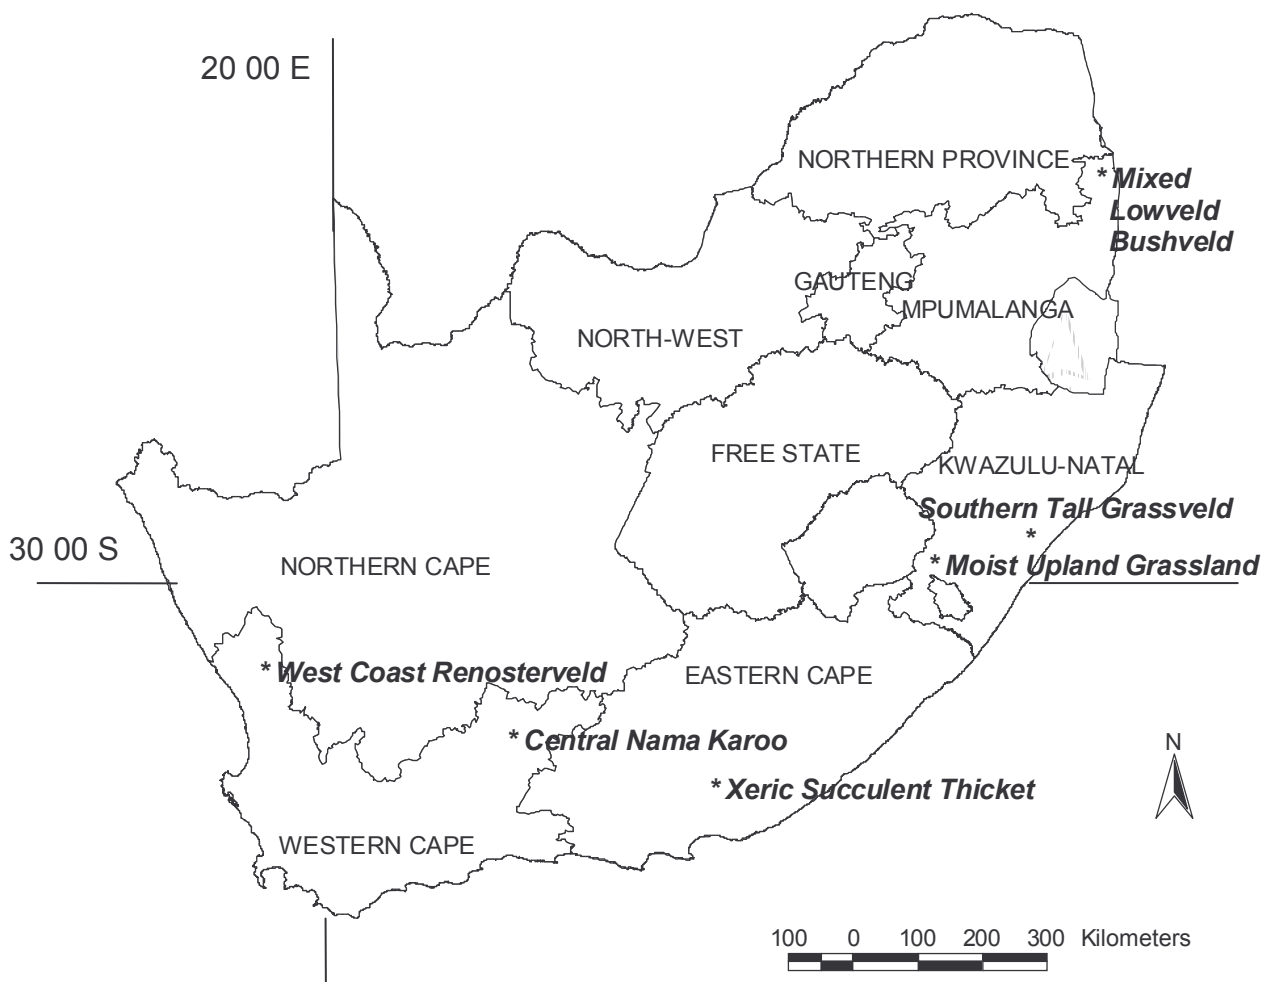 20 00 E
NORTHERN PROVINCE
* Mixed
Lowveld
Bushveld
GAUTENG
MPUMALANGA
NORTH-WEST
FREE STATE
KWAZULU-NATAL
Southern Tall Grassveld
*
30 00 S
* Moist Upland Grassland
NORTHERN CAPE
* West Coast Renosterveld
EASTERN CAPE
* Central Nama Karoo
N
* Xeric Succulent Thicket
WESTERN CAPE
100 0 100 200 300 Kilometers